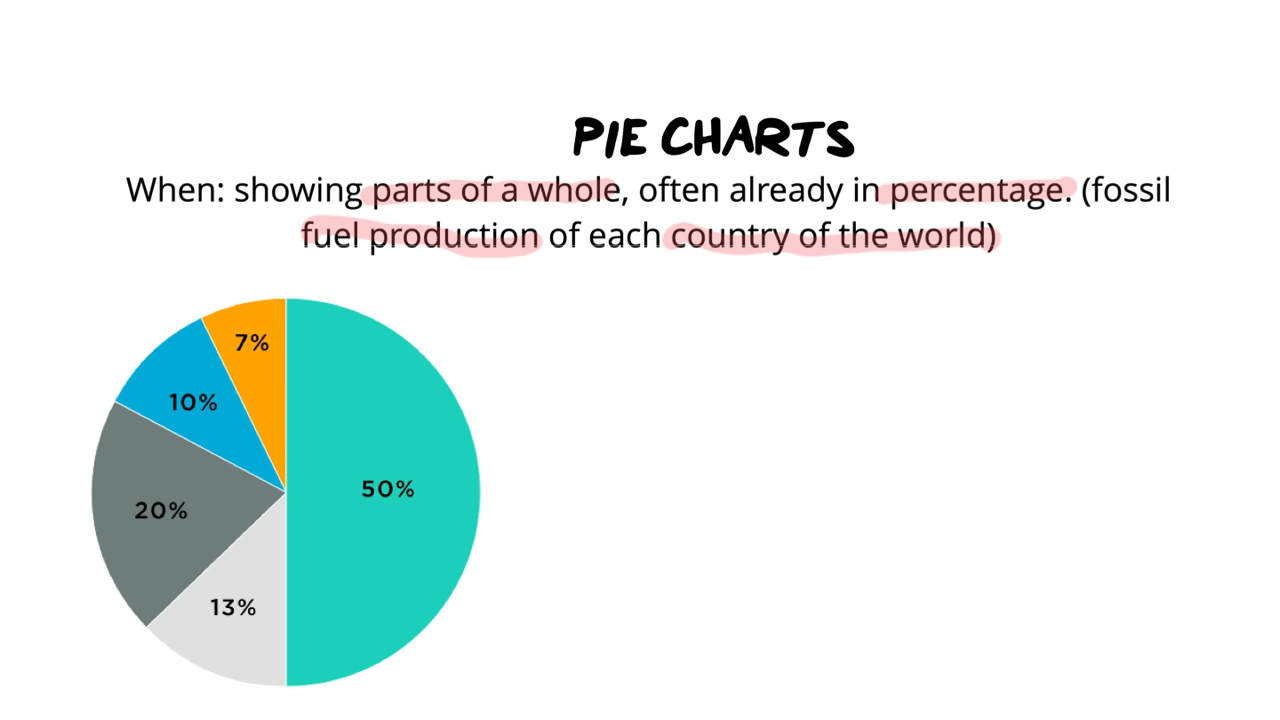 PIE CHARTS
When: showing parts of a whole, often already in percentage. (fossil
fuel production of each country of the world)
7%
10%
50%
20%
13%